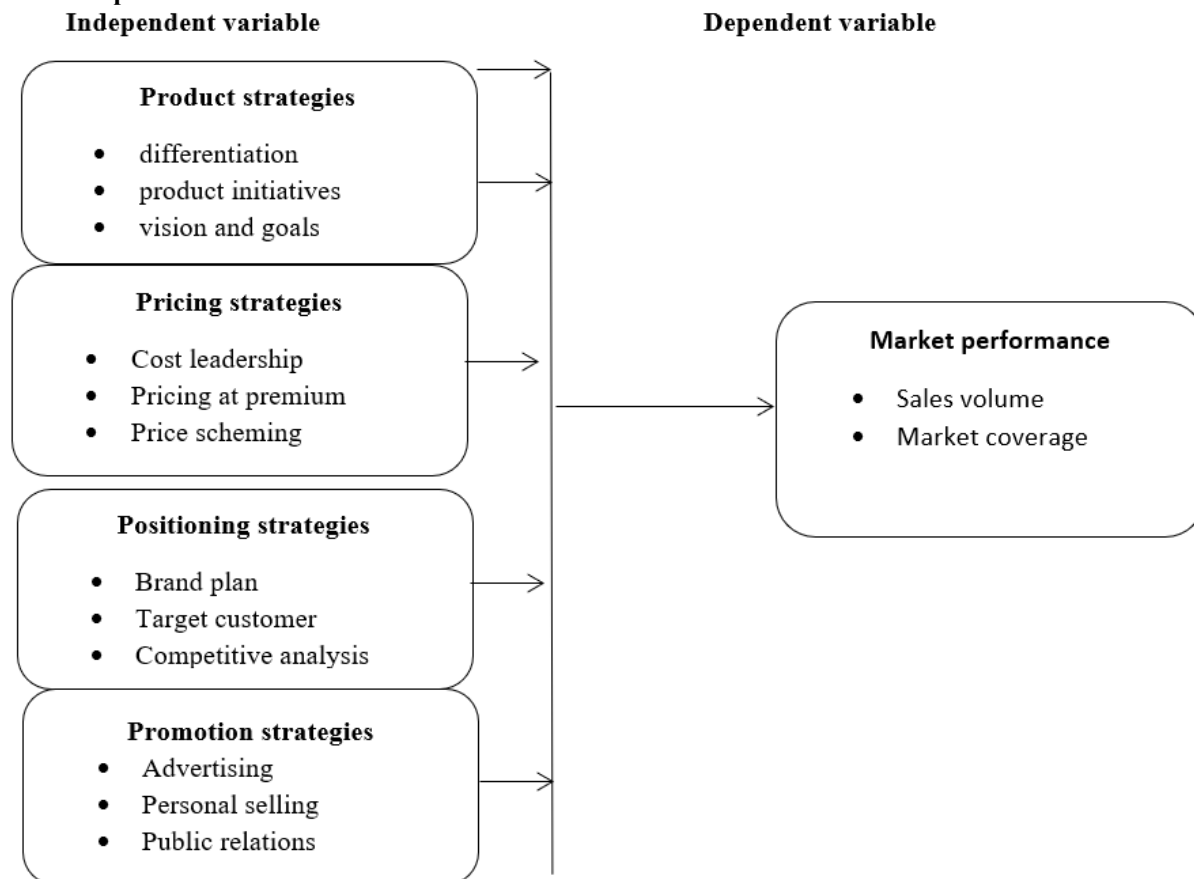 Independent variable
Dependent variable
Product strategies
• differentiation
• product initiatives
• vision and goals
Pricing strategies
• Cost leadership
• Pricing at premium
• Price scheming
Positioning strategies
• Brand plan
• Target customer
• Competitive analysis
Promotion strategies
• Advertising
• Personal selling
• Public relations
Market performance
• Sales volume
• Market coverage